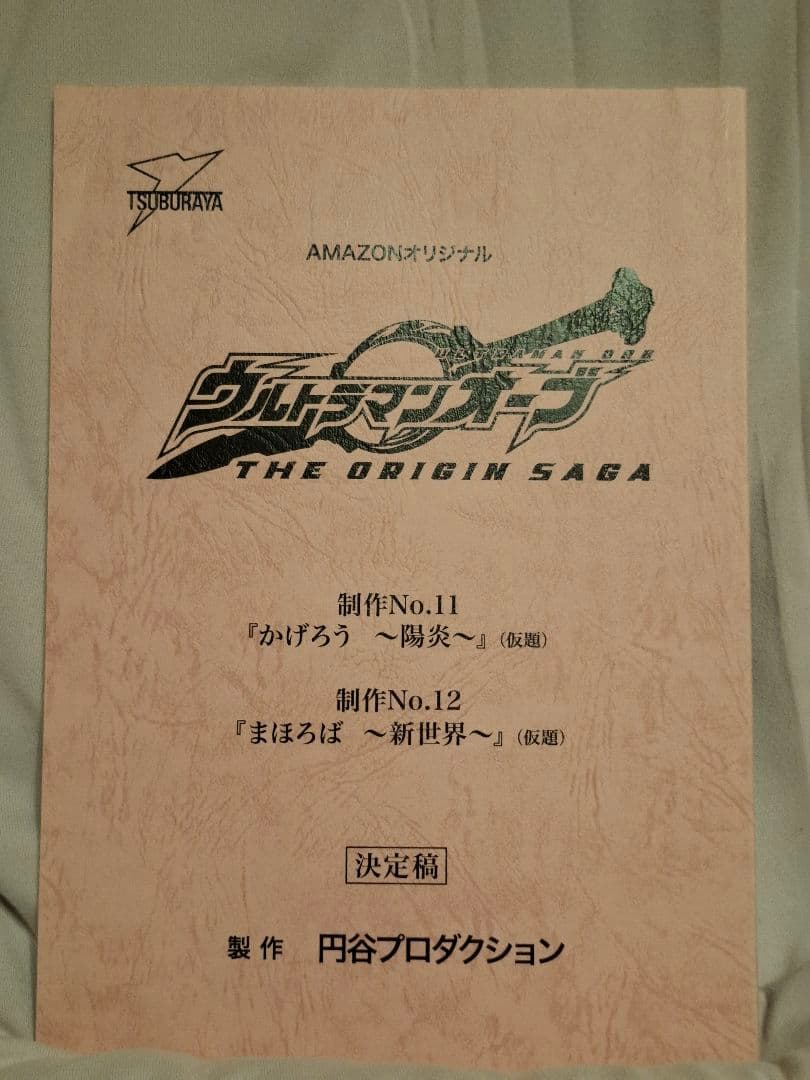 TSUBURAYA
AMAZONオリジナル
ULTRAMAN ORB
ウルトラマンオーブ
THE ORIGIN SAGA
制作No.11
『かげろう ～陽炎～』(仮題)
制作No.12
『まほろば ～新世界～』(仮題)
決定稿
製作 円谷プロダクション